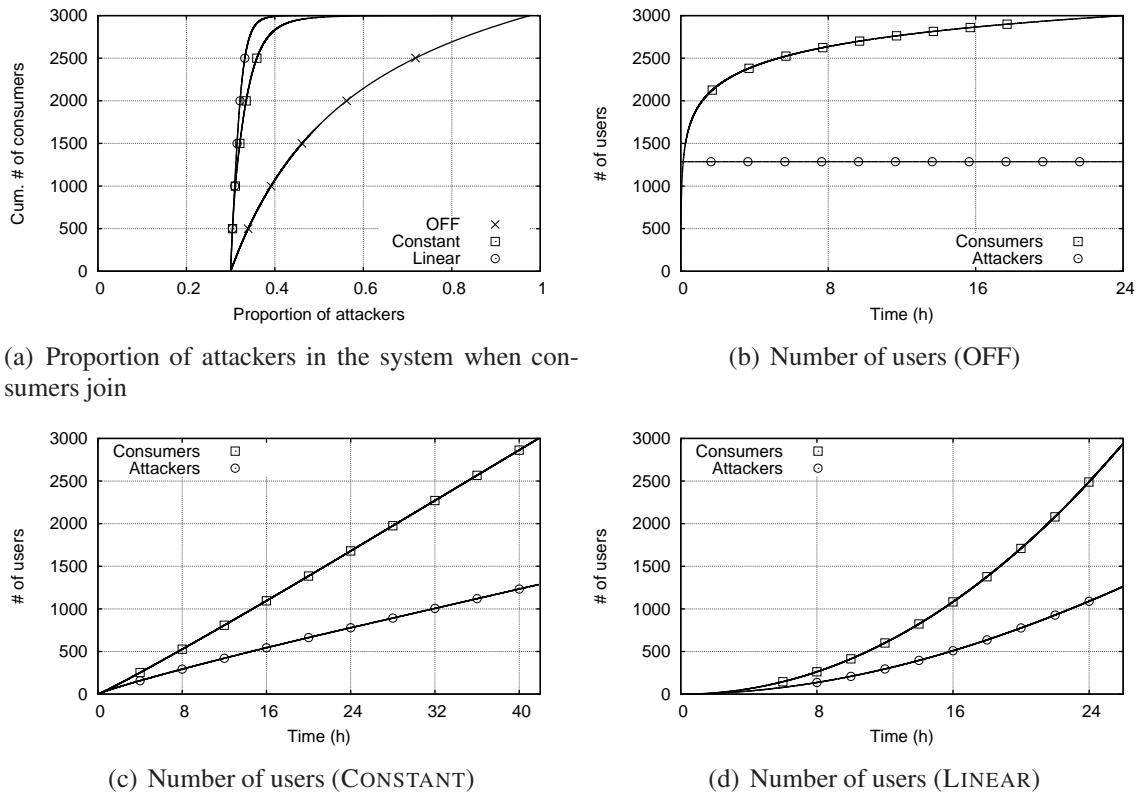 3000
2500
2000
1500
1000
500
0
Cum. # of consumers
OFF
Constant
Linear
0 0.2 0.4 0.6 0.8 1
Proportion of attackers
(a) Proportion of attackers in the system when con-
sumers join
3000
2500
2000
1500
1000
500
0
# of users
Consumers
Attackers
0 8 16 24
Time (h)
(b) Number of users (OFF)
3000
2500
2000
1500
1000
500
0
# of users
Consumers
Attackers
0 8 16 24 32 40
Time (h)
(c) Number of users (CONSTANT)
3000
2500
2000
1500
1000
500
0
# of users
Consumers
Attackers
0 8 16 24
Time (h)
(d) Number of users (LINEAR)